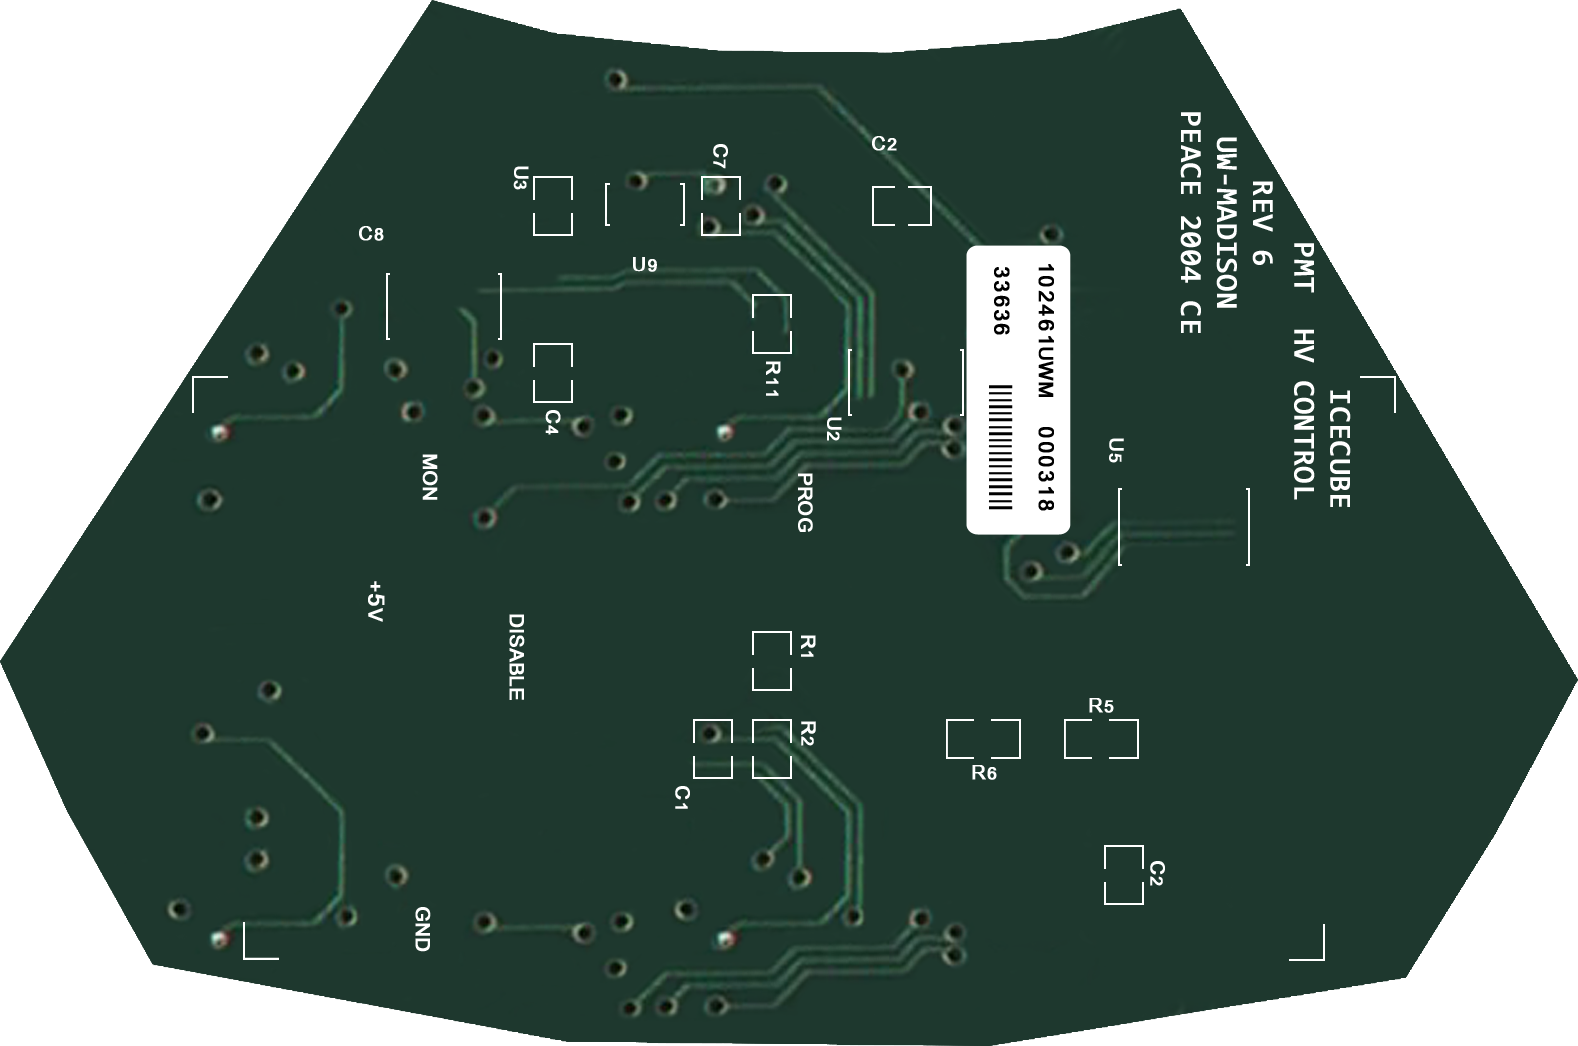 ICECUBE
PMT HV CONTROL
REV 6
UW-MADISON
PEACE 2004 CE
102461UWM 000318
33636
C2
C7
U3
C8
U9
R11
C4
U2
U5
MON
PROG
+5V
DISABLE
R1
R2
R5
R6
C1
C2
GND